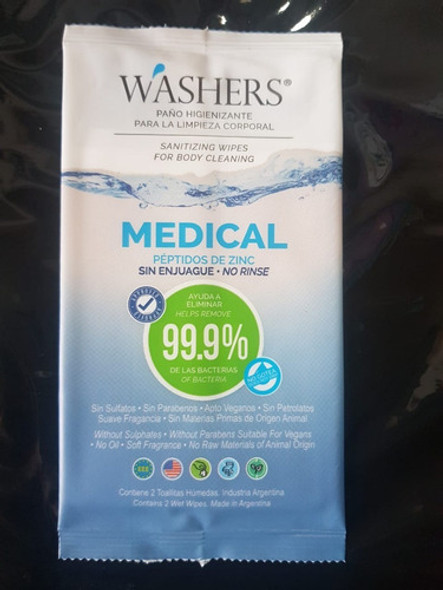 WASHERS®
PAÑO HIGIENIZANTE
PARA LA LIMPIEZA CORPORAL
SANITIZING WIPES
FOR BODY CLEANING
MEDICAL
PÉPTIDOS DE ZINC
SIN ENJUAGUE • NO RINSE
AYUDA A
ELIMINAR
HELPS REMOVE
99.9%
DE LAS BACTERIAS
OF BACTERIA
NO GOTEA
Sin Sulfatos • Sin Parabenos • Apto Veganos • Sin Petrolatos
Suave Fragancia • Sin Materias Primas de Origen Animal
Without Sulphates • Without Parabens Suitable For Vegans
• No Oil • Soft Fragrance • No Raw Materials of Animal Origin
Contiene 2 Toallitas Húmedas. Industria Argentina
Contains 2 Wet Wipes. Made in Argentina